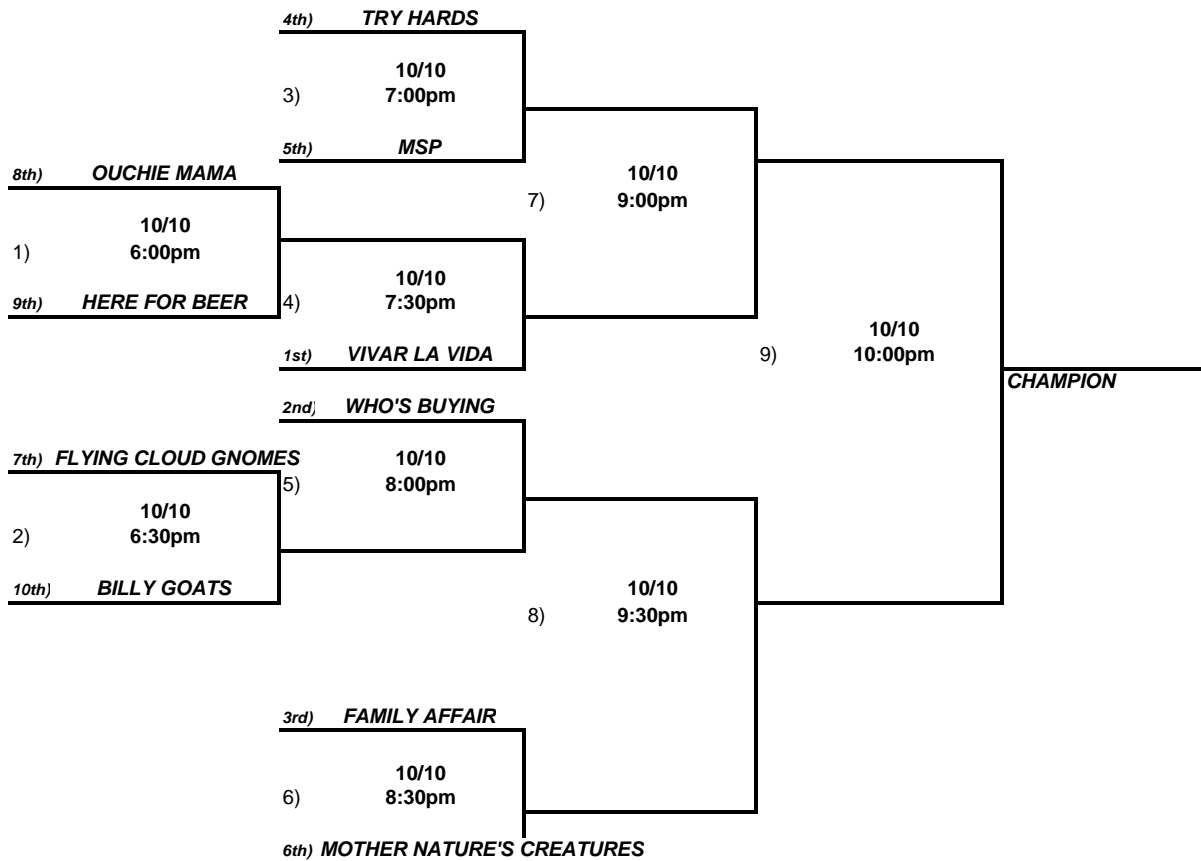 4th) TRY HARDS
10/10
3) 7:00pm
5th) MSP
8th) OUCHIE MAMA
10/10
7) 9:00pm
10/10
1) 6:00pm
10/10
4) 7:30pm
9th) HERE FOR BEER
10/10
9) 10:00pm
1st) VIVAR LA VIDA
CHAMPION
2nd) WHO'S BUYING
7th) FLYING CLOUD GNOMES
10/10
5) 8:00pm
10/10
2) 6:30pm
10th) BILLY GOATS
10/10
8) 9:30pm
3rd) FAMILY AFFAIR
10/10
6) 8:30pm
6th) MOTHER NATURE'S CREATURES